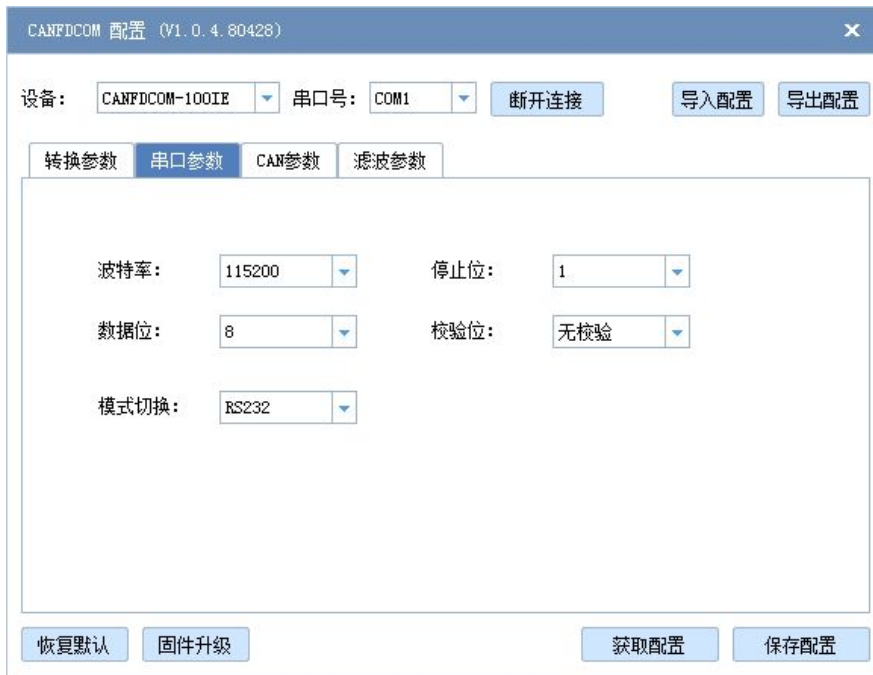 CANFDCOM 配置 (V1.0.4.80428)
设备： CANFDCOM-100IE 串口号： COM1 断开连接 导入配置 导出配置
转换参数 串口参数 CAN参数 滤波参数
波特率： 115200 停止位： 1
数据位： 8 校验位： 无校验
模式切换： RS232
恢复默认 固件升级 获取配置 保存配置